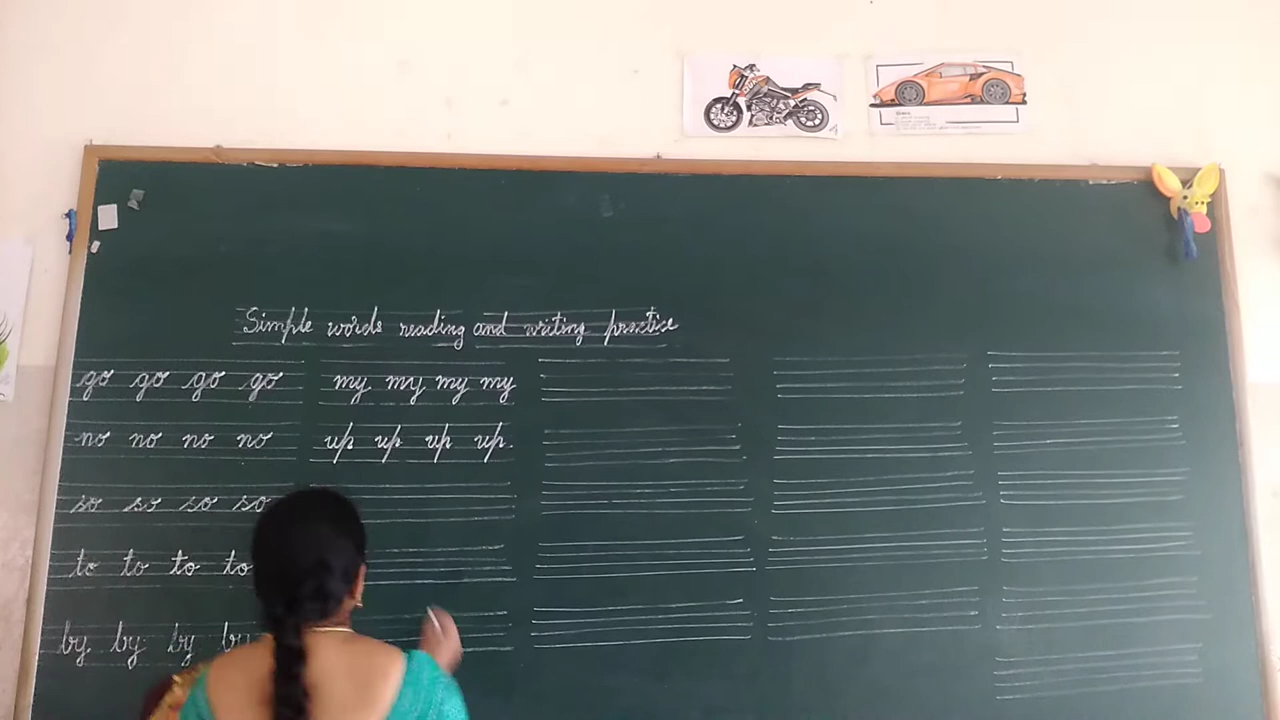 Simple words reading and writing practice
go go go go
no no no no
so so so so
to to to to
by by by by
my my my my
up up up up.